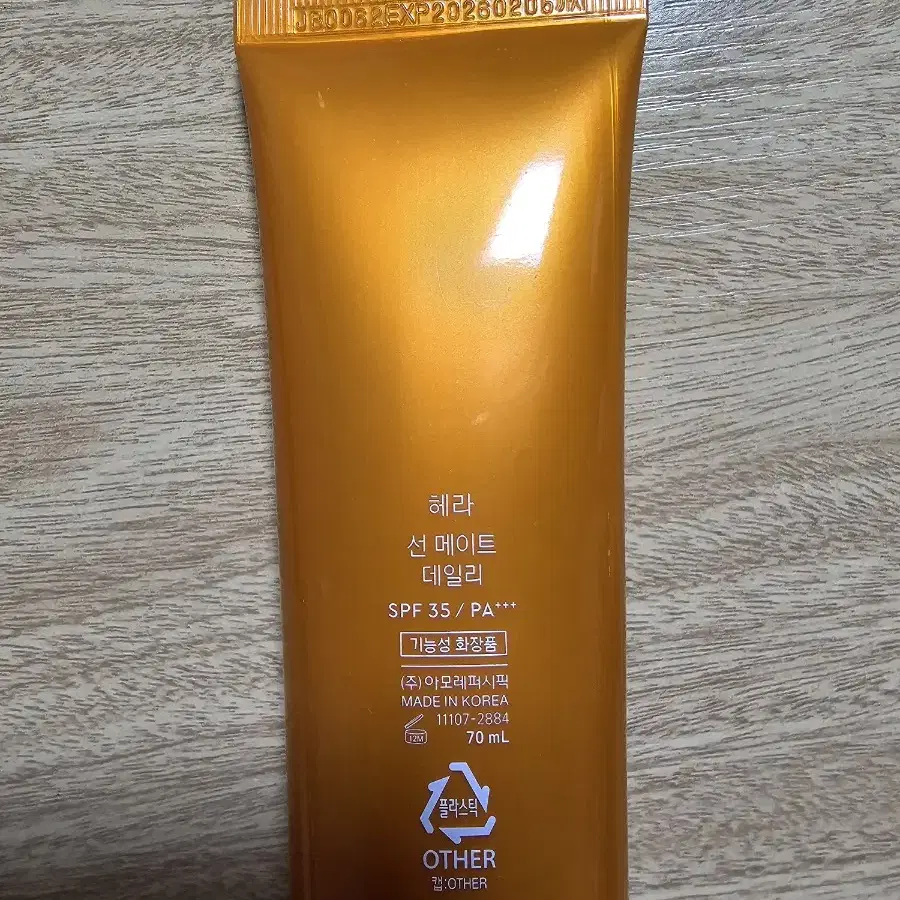 JE0062EXP20260206JA
헤라
선 메이트
데일리
SPF 35 / PA+++
기능성 화장품
(주)아모레퍼시픽
MADE IN KOREA
11107-2884
12M 70 mL
플라스틱
OTHER
캡:OTHER